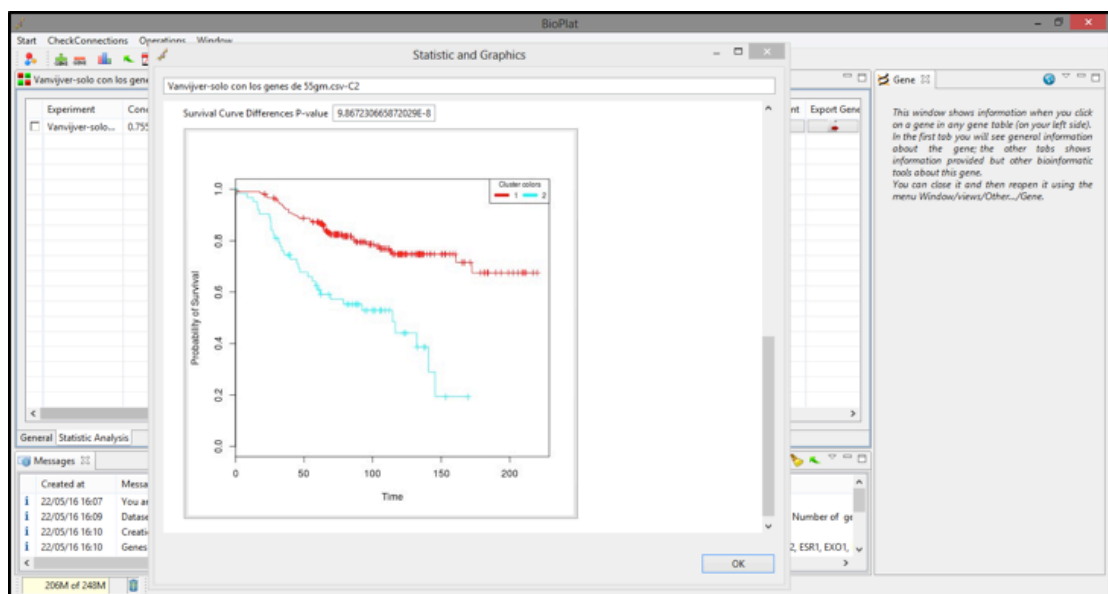 BioPlat
Start CheckConnections Operations Window
Statistic and Graphics
Vanvijver-solo con los gene
Vanvijver-solo con los genes de 55gm.csv-C2
Gene
Experiment
Vanvijver-solo... 0.755
Survival Curve Differences P-value 9.867230665872029E-8
nt Export Gene
This window shows information when you click
on a gene in any gene table (on your left side).
In the first tab you will see general information
about the gene; the other tabs shows
information provided but other bioinformatic
tools about this gene.
You can close it and then reopen it using the
menu Window/views/Other.../Gene.
Cluster colors
1 2
Probability of Survival
1.0
0.8
0.6
0.4
0.2
0.0
0 50 100 150 200
Time
General Statistic Analysis
Messages
Created at Messa
22/05/16 16:07 You ar
22/05/16 16:09 Datase
22/05/16 16:10 Creati
22/05/16 16:10 Genes
Number of ge
2, ESR1, EXO1,
OK
206M of 248M